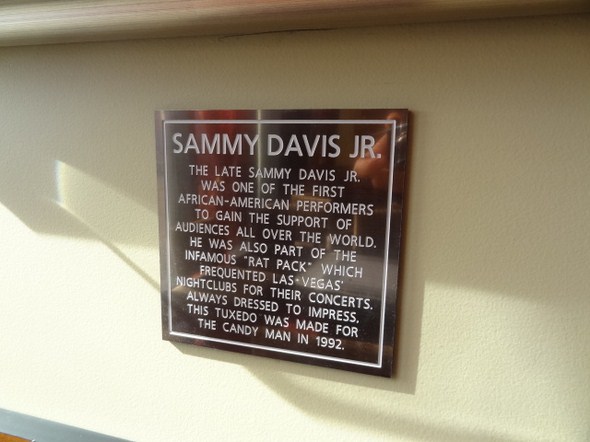 SAMMY DAVIS JR.
THE LATE SAMMY DAVIS JR.
WAS ONE OF THE FIRST
AFRICAN-AMERICAN PERFORMERS
TO GAIN THE SUPPORT OF
AUDIENCES ALL OVER THE WORLD.
HE WAS ALSO PART OF THE
INFAMOUS "RAT PACK" WHICH
FREQUENTED LAS VEGAS'
NIGHTCLUBS FOR THEIR CONCERTS.
ALWAYS DRESSED TO IMPRESS,
THIS TUXEDO WAS MADE FOR
THE CANDY MAN IN 1992.